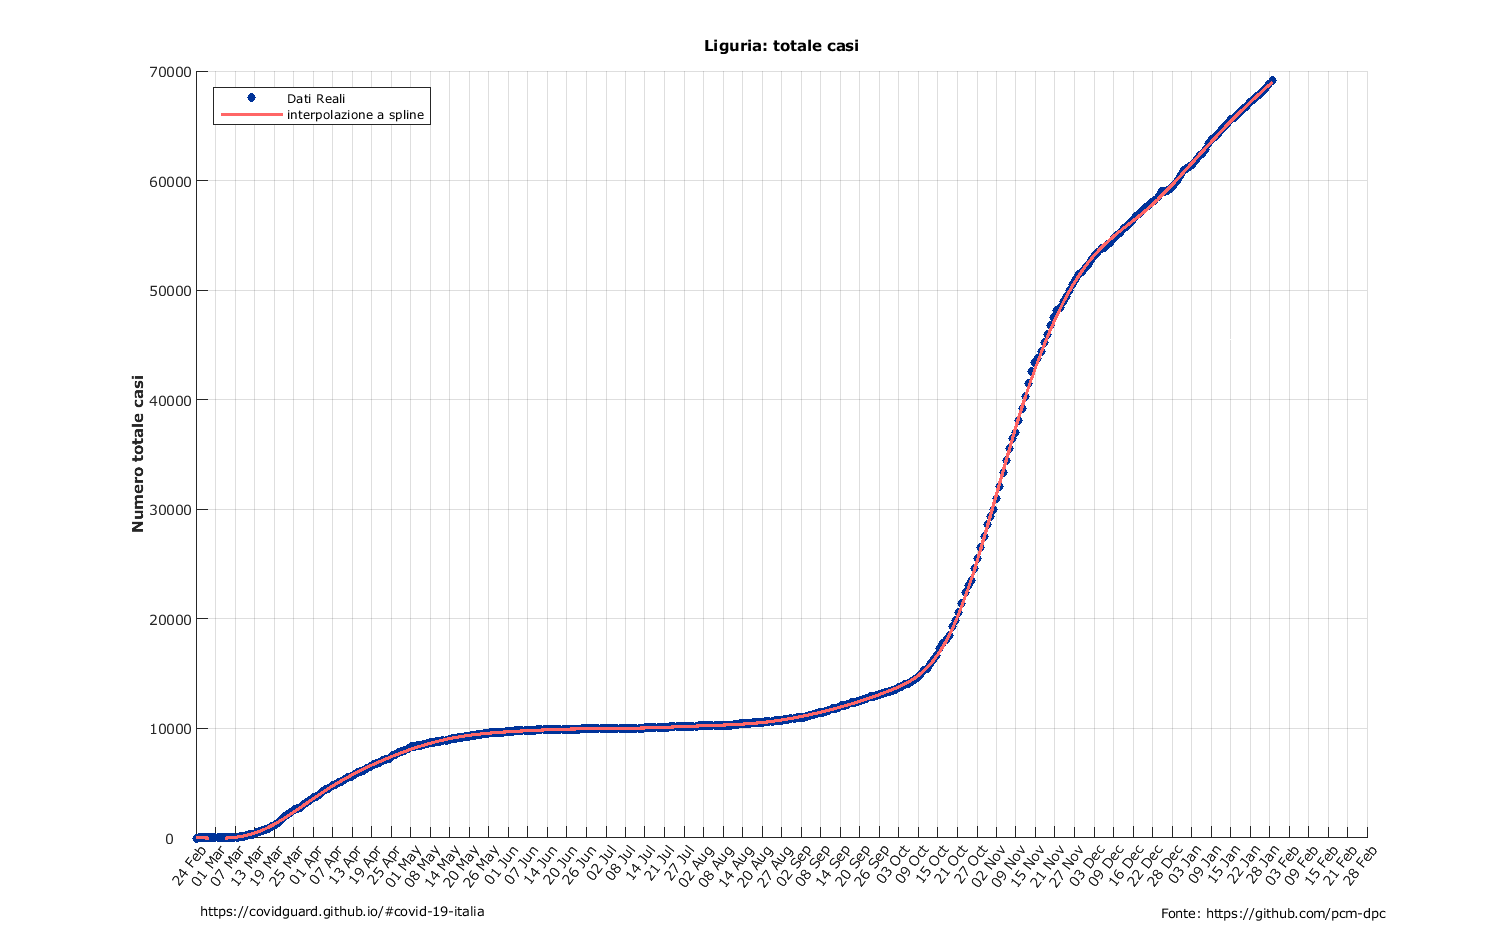 Liguria: totale casi
Dati Reali
interpolazione a spline
Numero totale casi
70000
60000
50000
40000
30000
20000
10000
0
24 Feb
01 Mar
07 Mar
13 Mar
19 Mar
25 Mar
01 Apr
07 Apr
13 Apr
19 Apr
25 Apr
01 May
08 May
14 May
20 May
26 May
01 Jun
07 Jun
14 Jun
20 Jun
26 Jun
02 Jul
08 Jul
14 Jul
21 Jul
27 Jul
02 Aug
08 Aug
14 Aug
20 Aug
27 Aug
02 Sep
08 Sep
14 Sep
20 Sep
26 Sep
03 Oct
09 Oct
15 Oct
21 Oct
27 Oct
02 Nov
09 Nov
15 Nov
21 Nov
27 Nov
03 Dec
09 Dec
16 Dec
22 Dec
28 Dec
03 Jan
09 Jan
15 Jan
22 Jan
28 Jan
03 Feb
09 Feb
15 Feb
21 Feb
28 Feb
https://covidguard.github.io/#covid-19-italia
Fonte: https://github.com/pcm-dpc